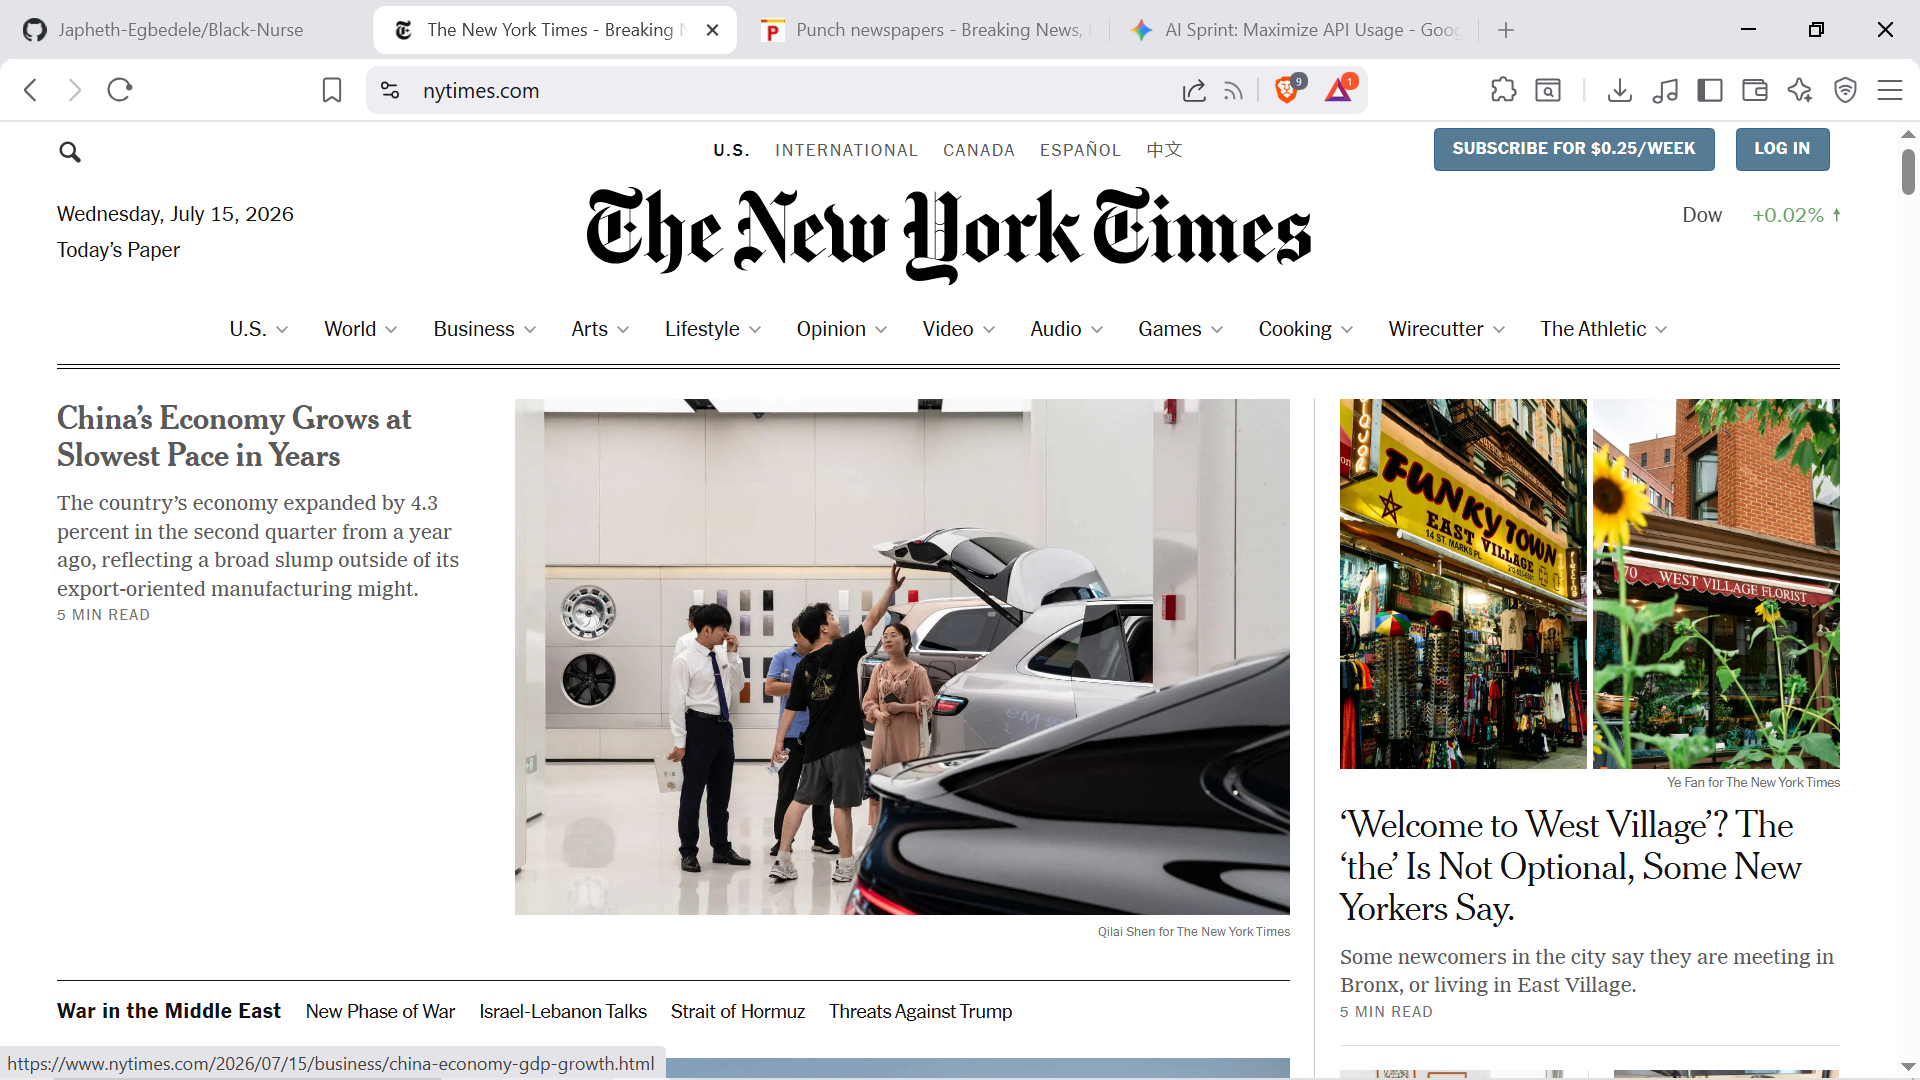 Japheth-Egbedele/Black-Nurse
The New York Times - Breaking N
Punch newspapers - Breaking News,
AI Sprint: Maximize API Usage - Goog
nytimes.com
9
1
U.S.
INTERNATIONAL
CANADA
ESPAÑOL
中文
SUBSCRIBE FOR $0.25/WEEK
LOG IN
Wednesday, July 15, 2026
Today’s Paper
The New York Times
Dow +0.02%
U.S.
World
Business
Arts
Lifestyle
Opinion
Video
Audio
Games
Cooking
Wirecutter
The Athletic
China’s Economy Grows at
Slowest Pace in Years
The country’s economy expanded by 4.3
percent in the second quarter from a year
ago, reflecting a broad slump outside of its
export-oriented manufacturing might.
5 MIN READ
Qilai Shen for The New York Times
LIQUOR
FUNKY TOWN
EAST VILLAGE
14 ST. MARKS PL.
70 WEST VILLAGE FLORIST
Ye Fan for The New York Times
‘Welcome to West Village’? The
‘the’ Is Not Optional, Some New
Yorkers Say.
Some newcomers in the city say they are meeting in
Bronx, or living in East Village.
5 MIN READ
War in the Middle East
New Phase of War
Israel-Lebanon Talks
Strait of Hormuz
Threats Against Trump
https://www.nytimes.com/2026/07/15/business/china-economy-gdp-growth.html